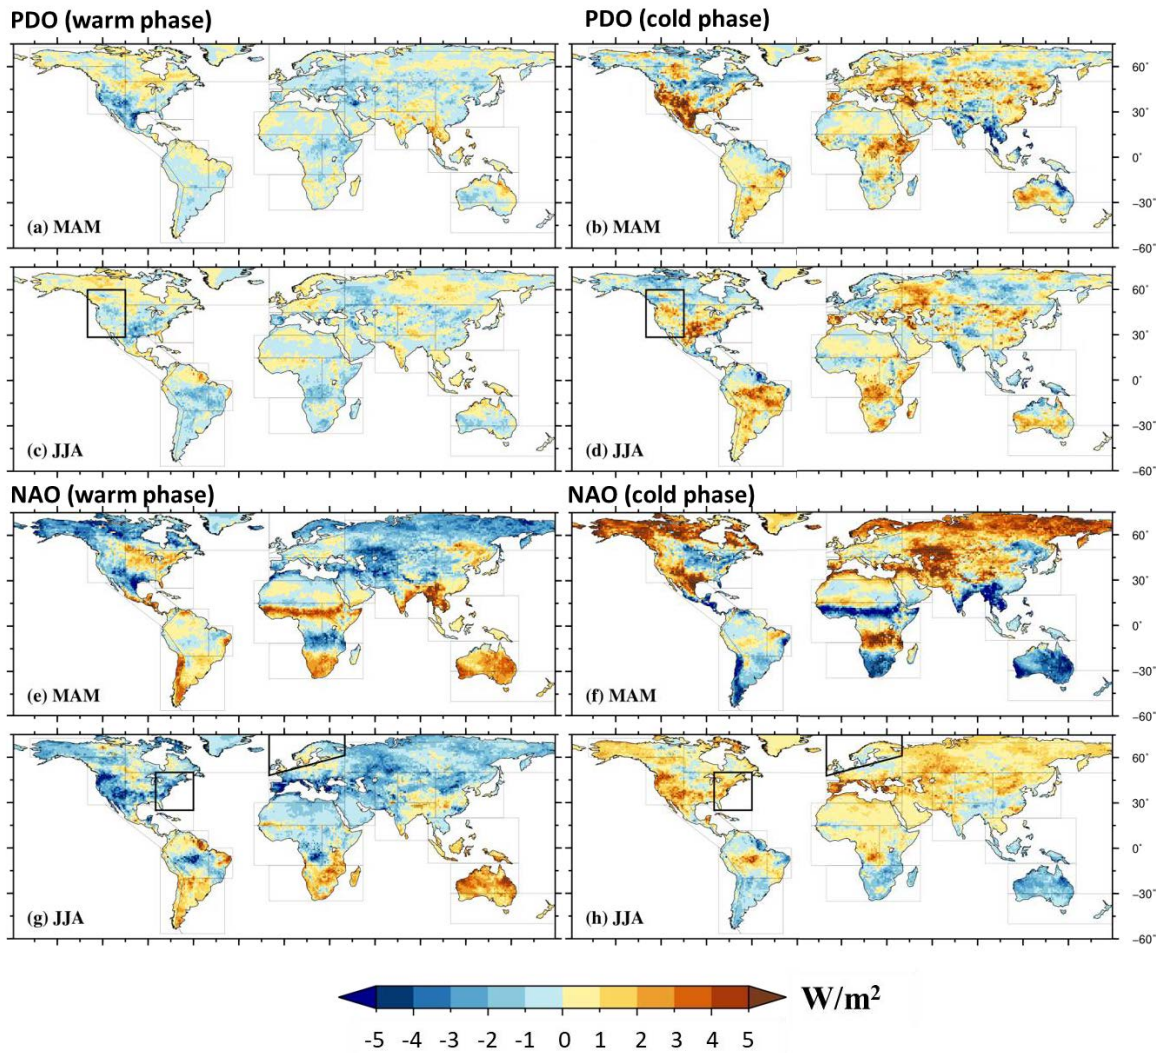 PDO (warm phase)
PDO (cold phase)
(a) MAM
(b) MAM
60°
30°
0°
−30°
−60°
(c) JJA
(d) JJA
60°
30°
0°
−30°
−60°
NAO (warm phase)
NAO (cold phase)
(e) MAM
(f) MAM
60°
30°
0°
−30°
−60°
(g) JJA
(h) JJA
60°
30°
0°
−30°
−60°
W/m²
-5 -4 -3 -2 -1 0 1 2 3 4 5